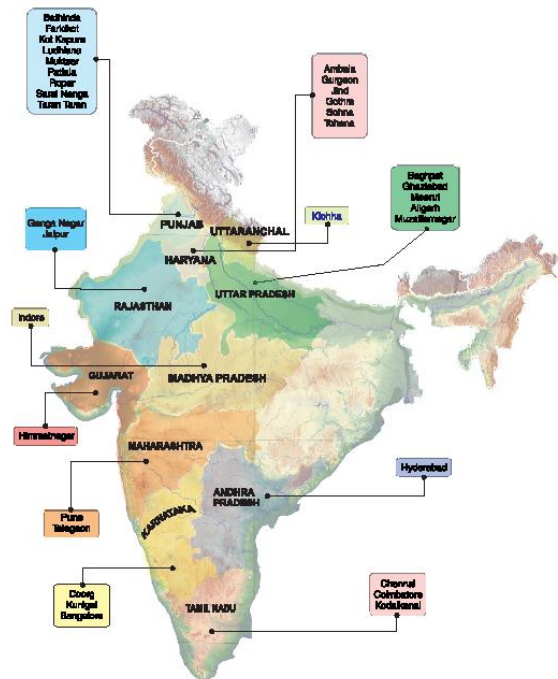 Bathinda
Faridkot
Kot Kapura
Ludhiana
Muktsar
Patiala
Ropar
Sarai Nanga
Taran Taran
Ambala
Gurgaon
Jind
Gothra
Sohna
Tohana
PUNJAB
UTTARANCHAL
Kichha
Baghpat
Ghaziabad
Meerut
Aligarh
Muzaffarnagar
Ganga Nagar
Jaipur
HARYANA
RAJASTHAN
UTTAR PRADESH
Indore
GUJARAT
MADHYA PRADESH
Himmatnagar
MAHARASHTRA
Hyderabad
ANDHRA
PRADESH
Pune
Talegaon
KARNATAKA
Coorg
Kunigal
Bangalore
TAMIL NADU
Chennai
Coimbatore
Kodaikanal